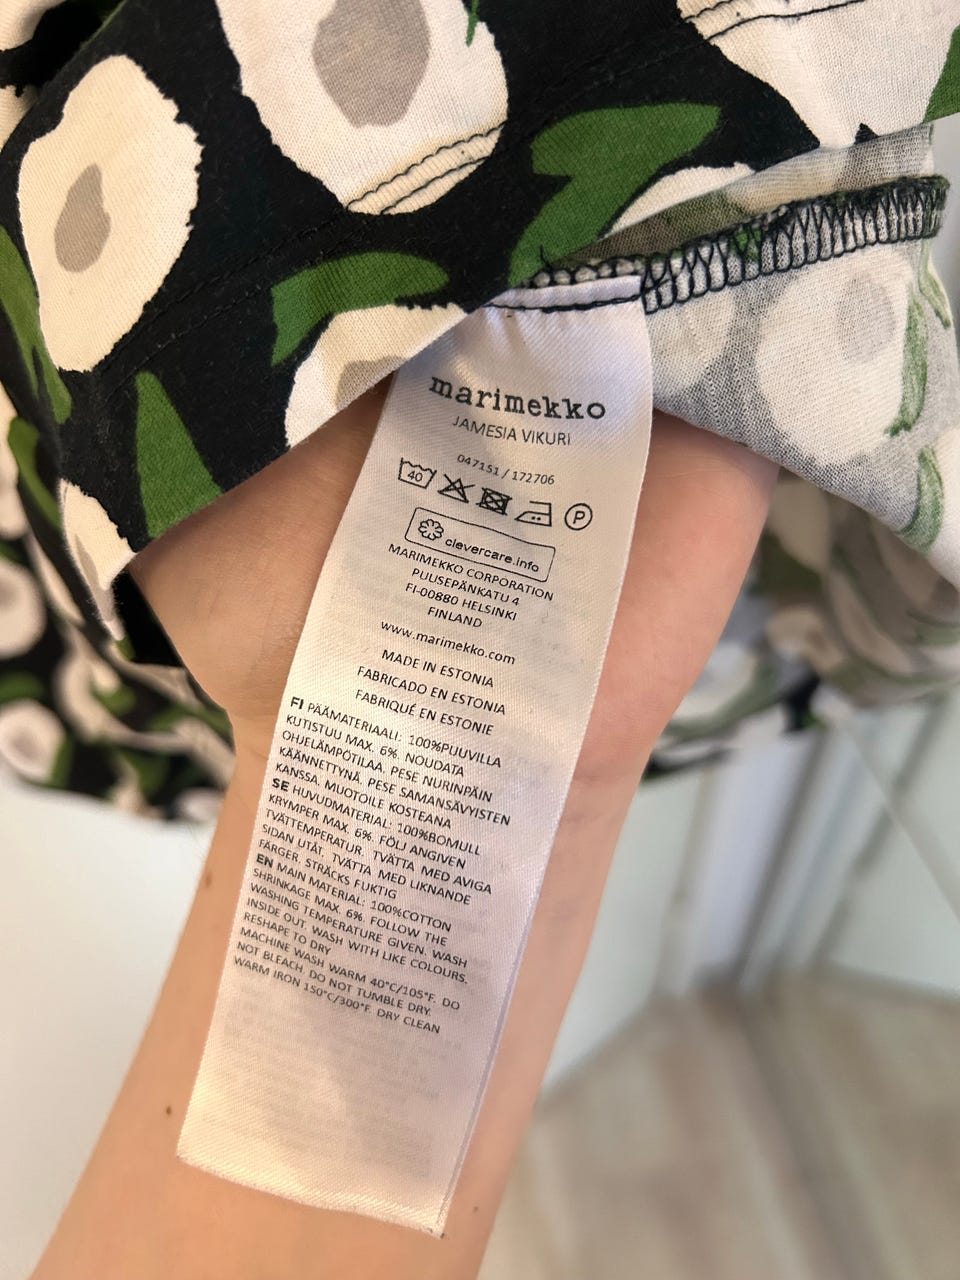 marimekko
JAMESIA VIKURI
047151 / 172706
40
P
clevercare.info
MARIMEKKO CORPORATION
PUUSEPÄNKATU 4
FI-00880 HELSINKI
FINLAND
www.marimekko.com
MADE IN ESTONIA
FABRICADO EN ESTONIA
FABRIQUÉ EN ESTONIE
FI PÄÄMATERIAALI: 100%PUUVILLA
KUTISTUU MAX. 6%. NOUDATA
OHJELÄMPÖTILAA. PESE NURINPÄIN
KÄÄNNETTYNÄ. PESE SAMANSÄVYISTEN
KANSSA. MUOTOILE KOSTEANA
SE HUVUDMATERIAL: 100%BOMULL
KRYMPER MAX. 6%. FÖLJ ANGIVEN
TVÄTTEMPERATUR. TVÄTTA MED AVIGA
SIDAN UTÅT. TVÄTTA MED LIKNANDE
FÄRGER. STRÄCKS FUKTIG
EN MAIN MATERIAL: 100%COTTON
SHRINKAGE MAX. 6%. FOLLOW THE
WASHING TEMPERATURE GIVEN. WASH
INSIDE OUT. WASH WITH LIKE COLOURS.
RESHAPE TO DRY
MACHINE WASH WARM 40°C/105°F. DO
NOT BLEACH. DO NOT TUMBLE DRY.
WARM IRON 150°C/300°F. DRY CLEAN